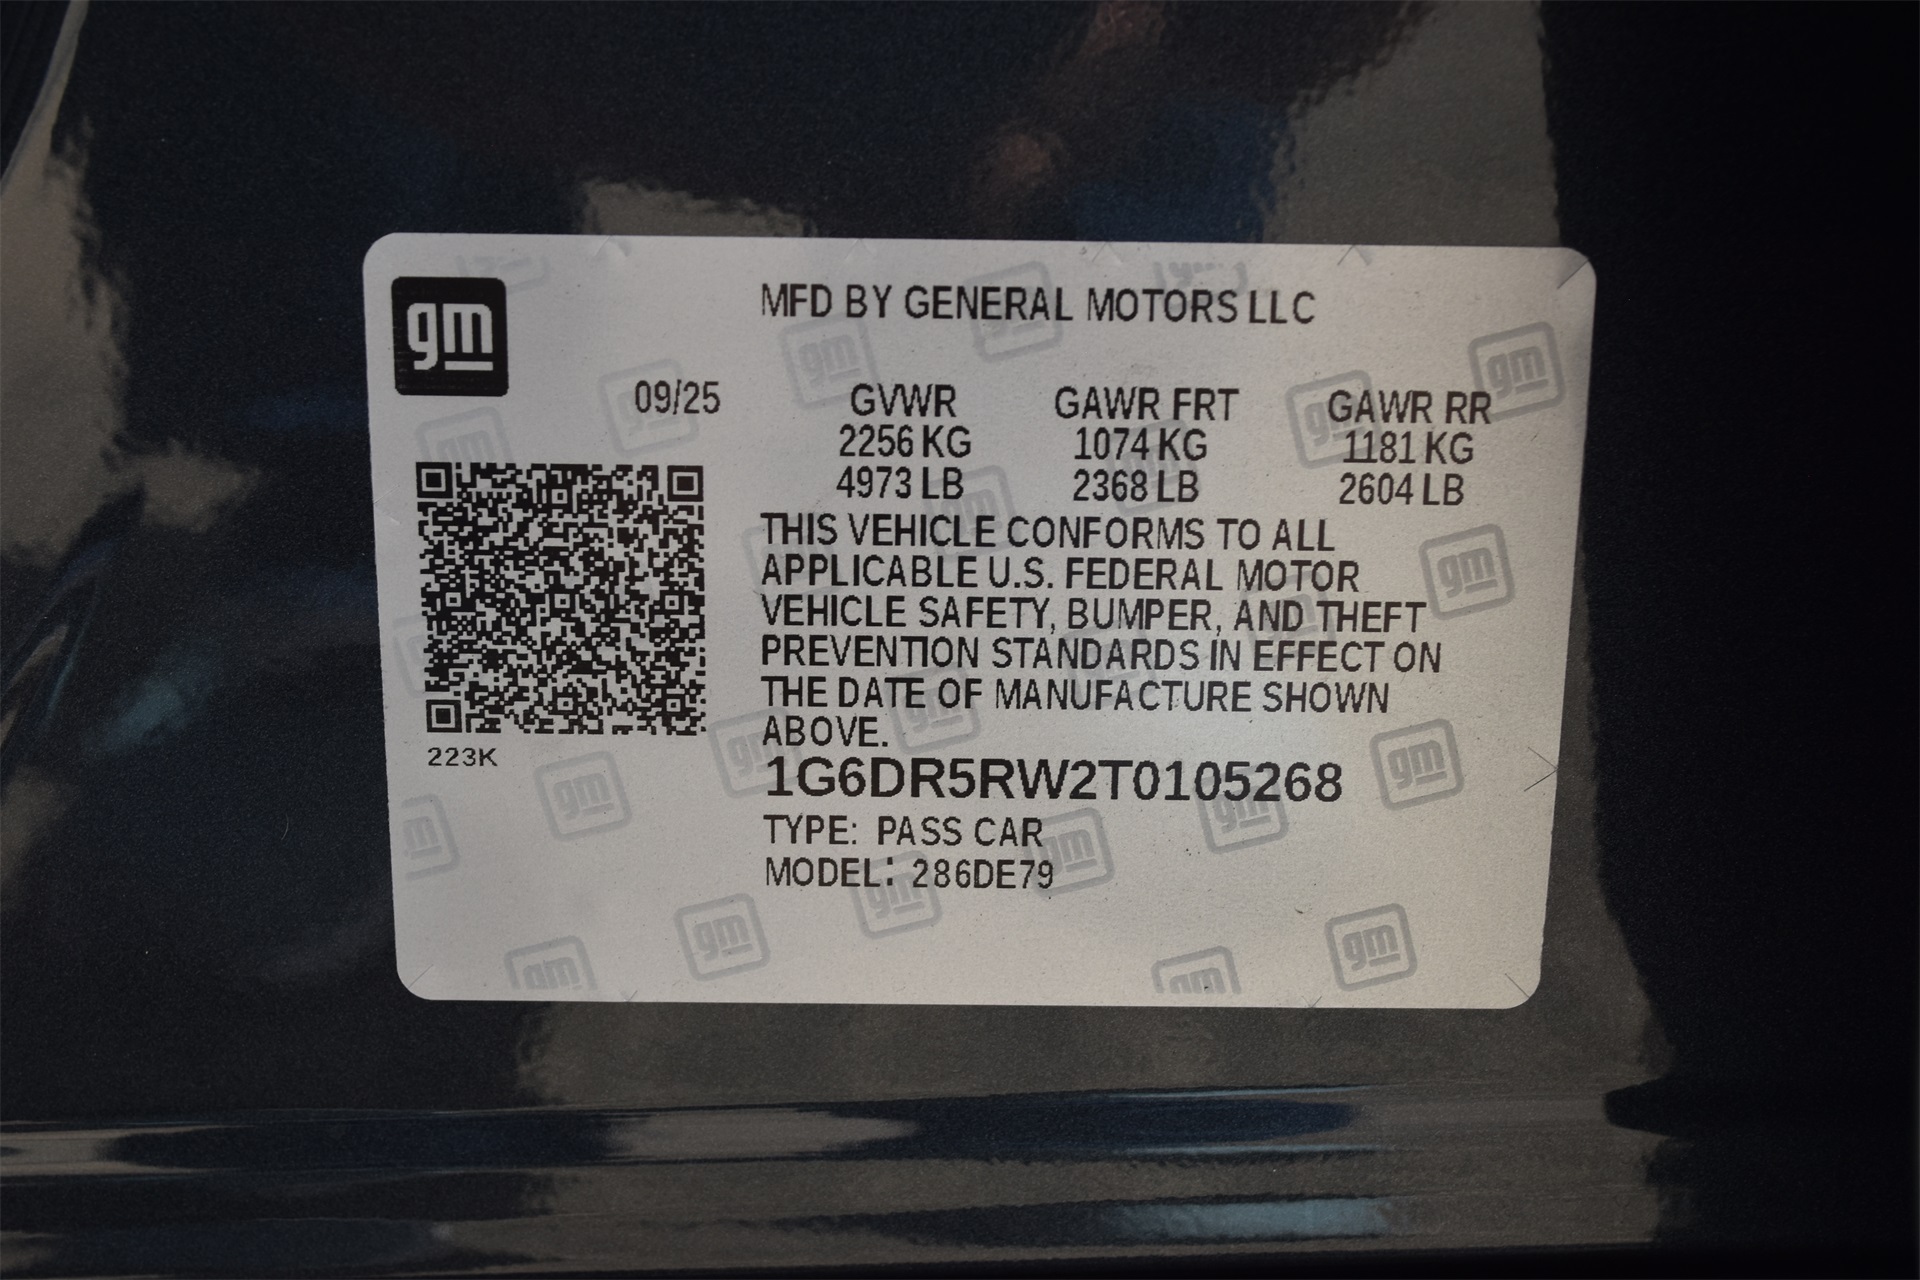 gm
MFD BY GENERAL MOTORS LLC
09/25 GVWR GAWR FRT GAWR RR
2256 KG 1074 KG 1181 KG
4973 LB 2368 LB 2604 LB
THIS VEHICLE CONFORMS TO ALL
APPLICABLE U.S. FEDERAL MOTOR
VEHICLE SAFETY, BUMPER, AND THEFT
PREVENTION STANDARDS IN EFFECT ON
THE DATE OF MANUFACTURE SHOWN
ABOVE.
223K
1G6DR5RW2T0105268
TYPE: PASS CAR
MODEL: 286DE79